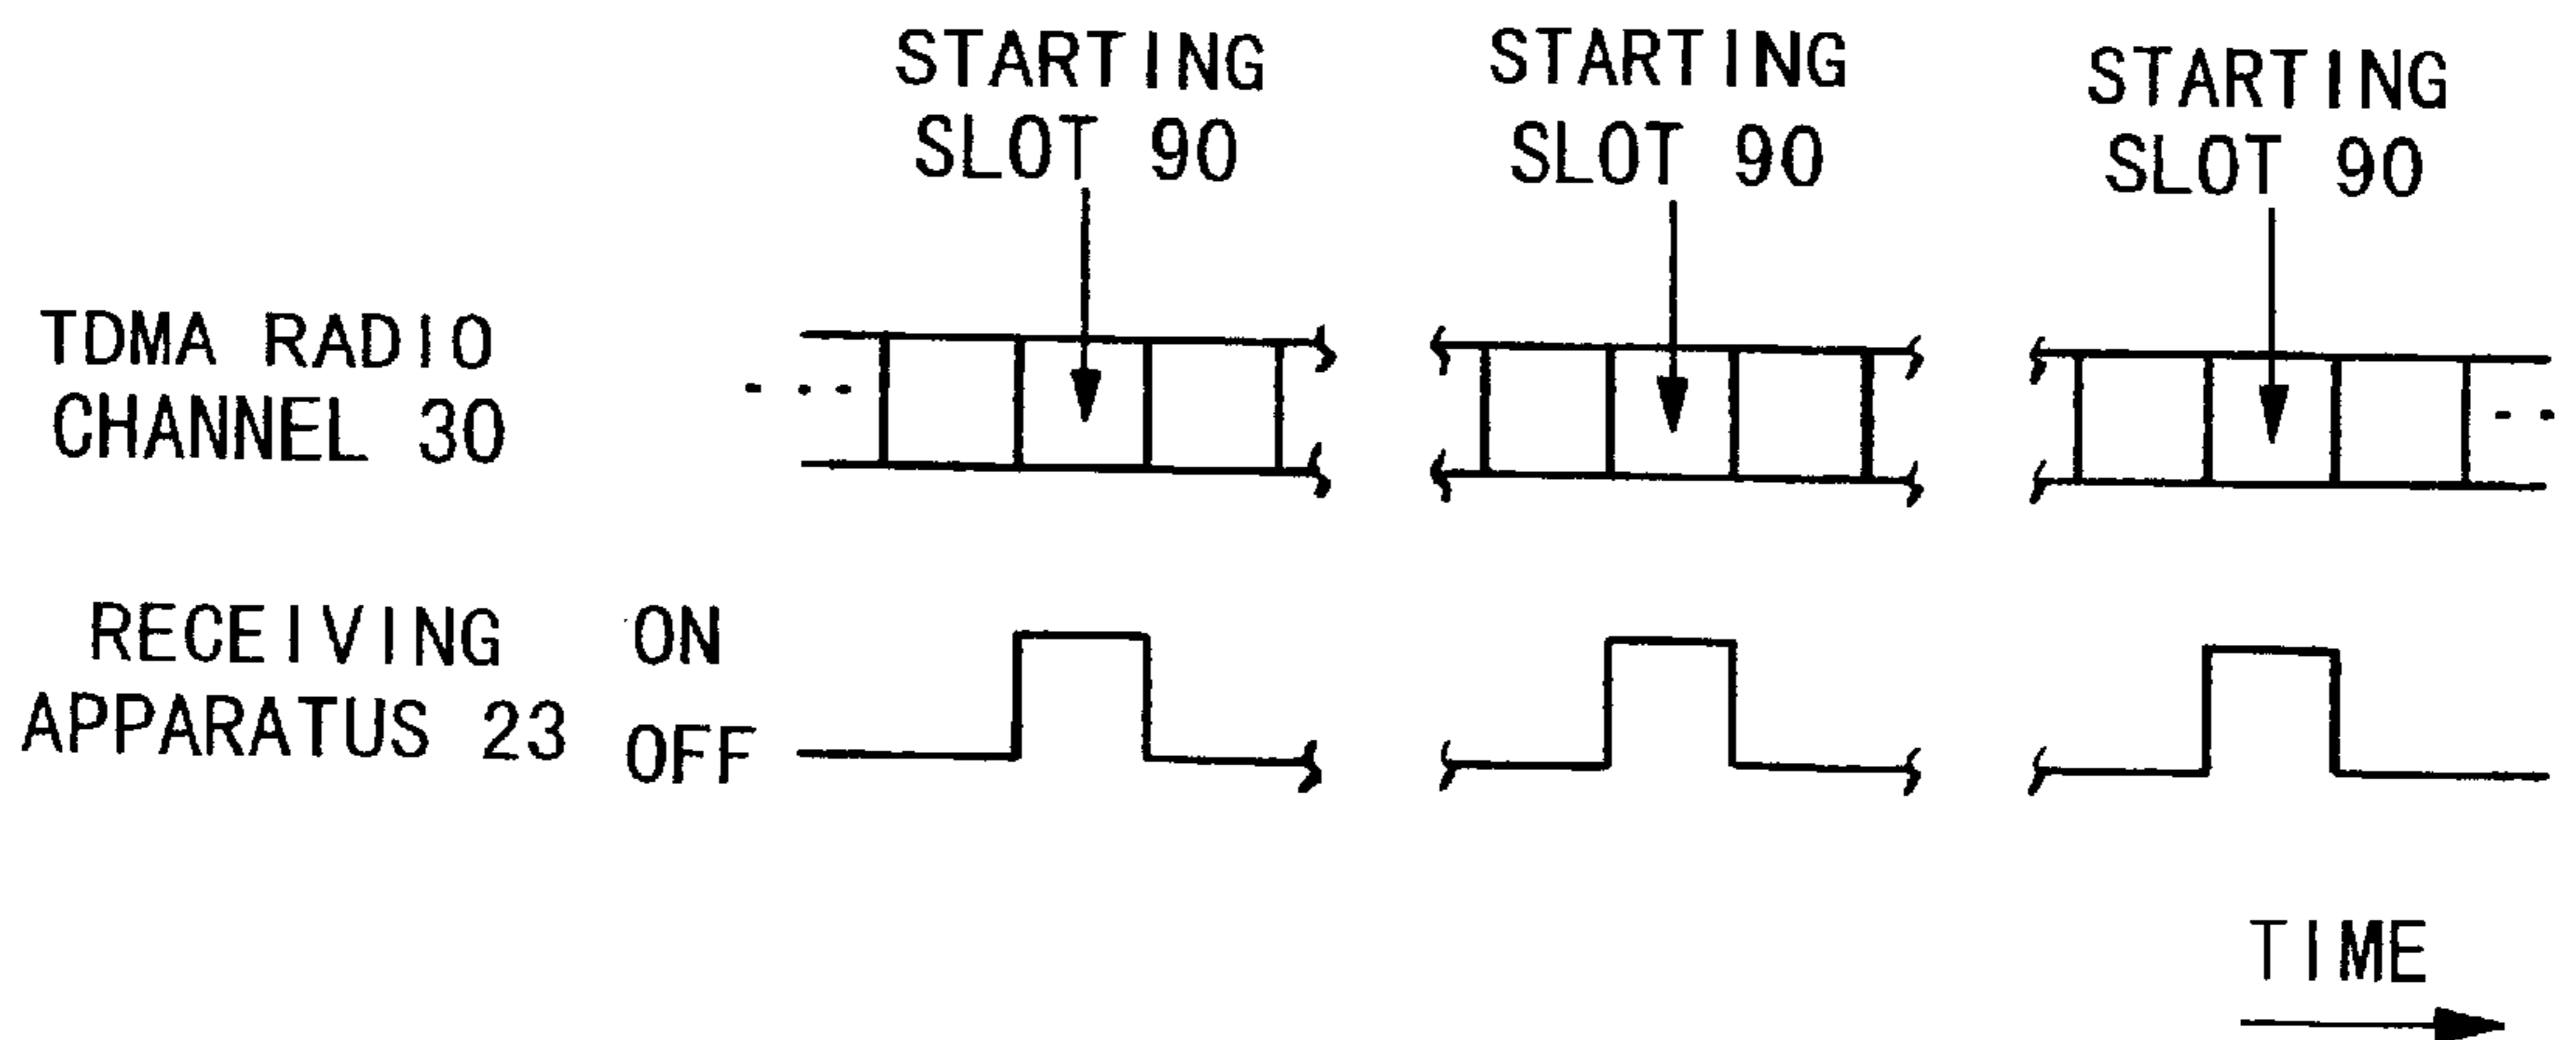 STARTING
SLOT 90
STARTING
SLOT 90
STARTING
SLOT 90
TDMA RADIO
CHANNEL 30
RECEIVING
APPARATUS 23
ON
OFF
TIME